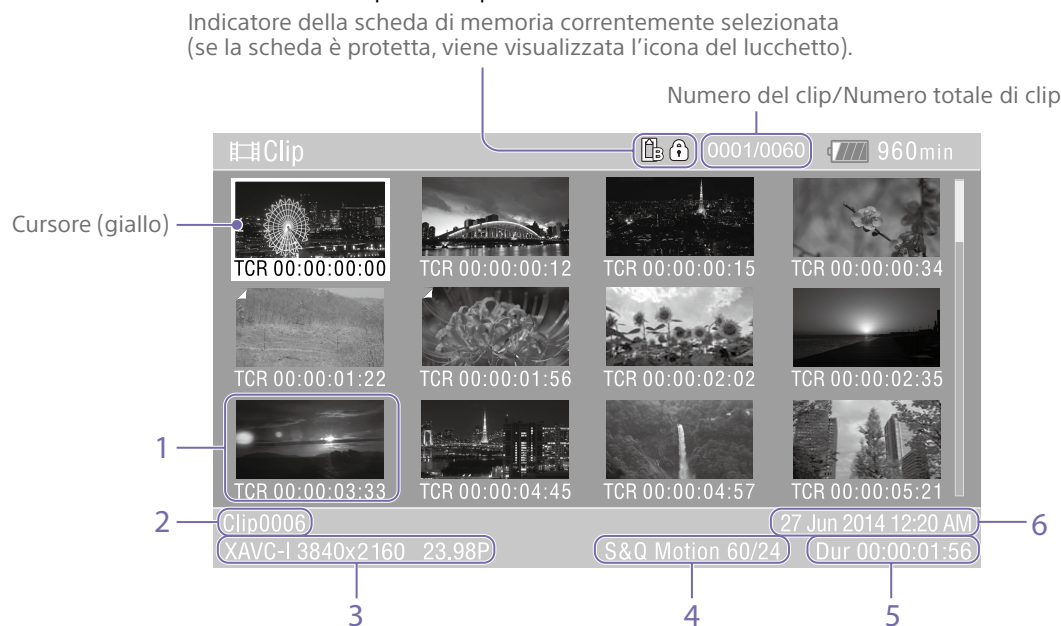 Indicatore della scheda di memoria correntemente selezionata
(se la scheda è protetta, viene visualizzata l'icona del lucchetto).
Numero del clip/Numero totale di clip
Clip
B
0001/0060
960min
Cursore (giallo)
TCR 00:00:00:00
TCR 00:00:00:12
TCR 00:00:00:15
TCR 00:00:00:34
TCR 00:00:01:22
TCR 00:00:01:56
TCR 00:00:02:02
TCR 00:00:02:35
1
TCR 00:00:03:33
TCR 00:00:04:45
TCR 00:00:04:57
TCR 00:00:05:21
2
Clip0006
27 Jun 2014 12:20 AM
6
XAVC-I 3840x2160 23.98P
S&Q Motion 60/24
Dur 00:00:01:56
3
4
5